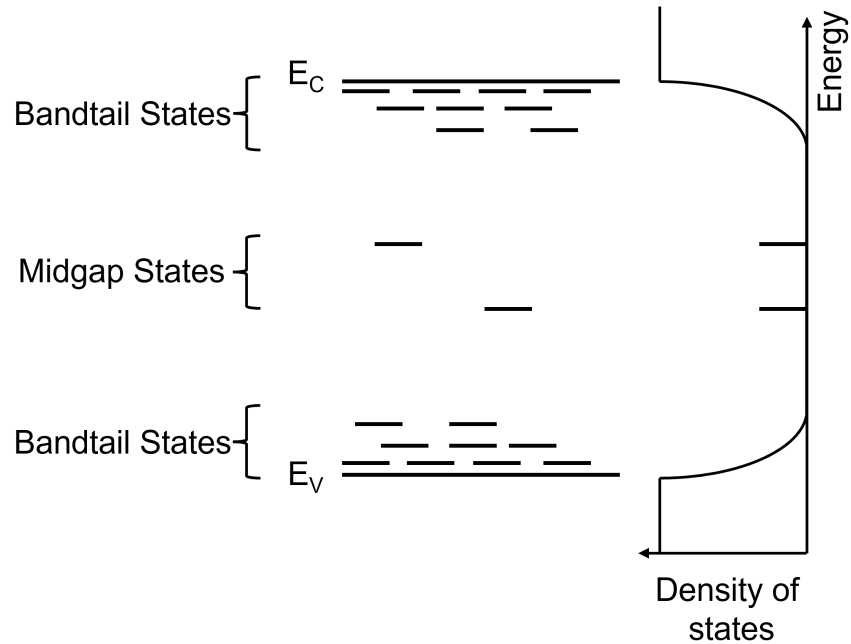 E_C
Energy
Bandtail States
Midgap States
Bandtail States
E_V
Density of
states